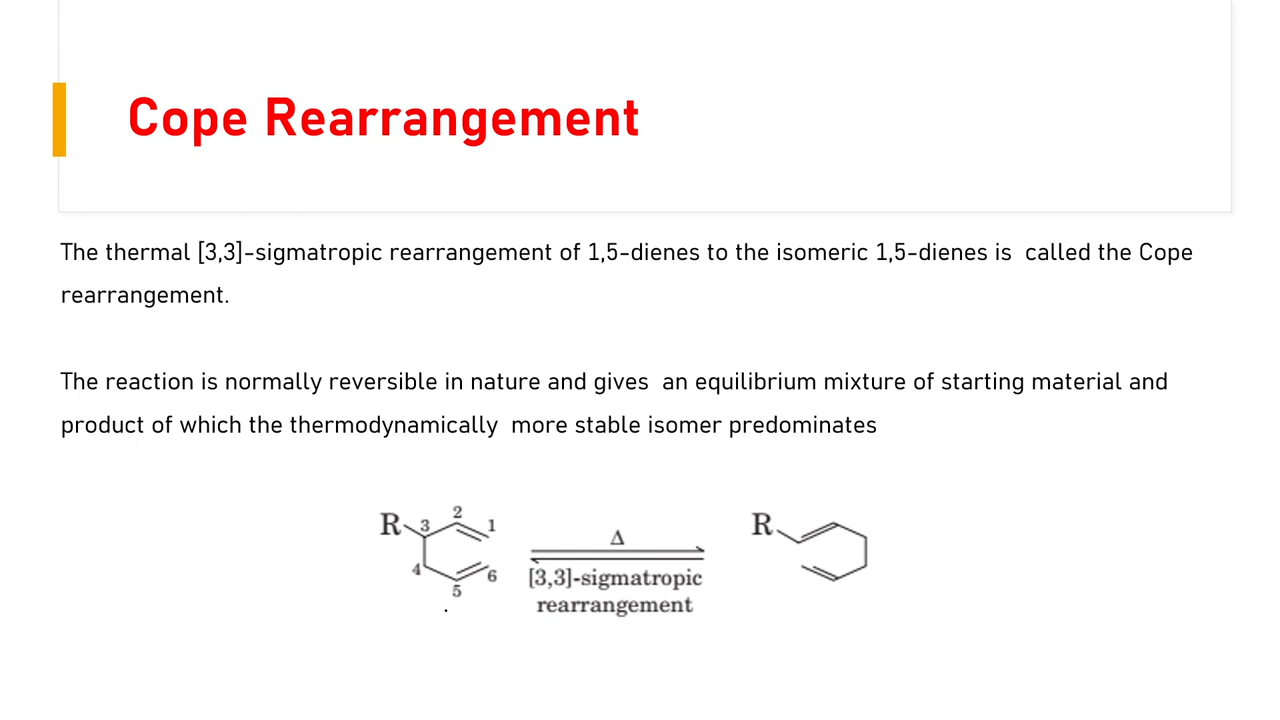 Cope Rearrangement
The thermal [3,3]-sigmatropic rearrangement of 1,5-dienes to the isomeric 1,5-dienes is called the Cope
rearrangement.
The reaction is normally reversible in nature and gives an equilibrium mixture of starting material and
product of which the thermodynamically more stable isomer predominates
R 3 2 1
4 5 6
Δ
[3,3]-sigmatropic
rearrangement
R